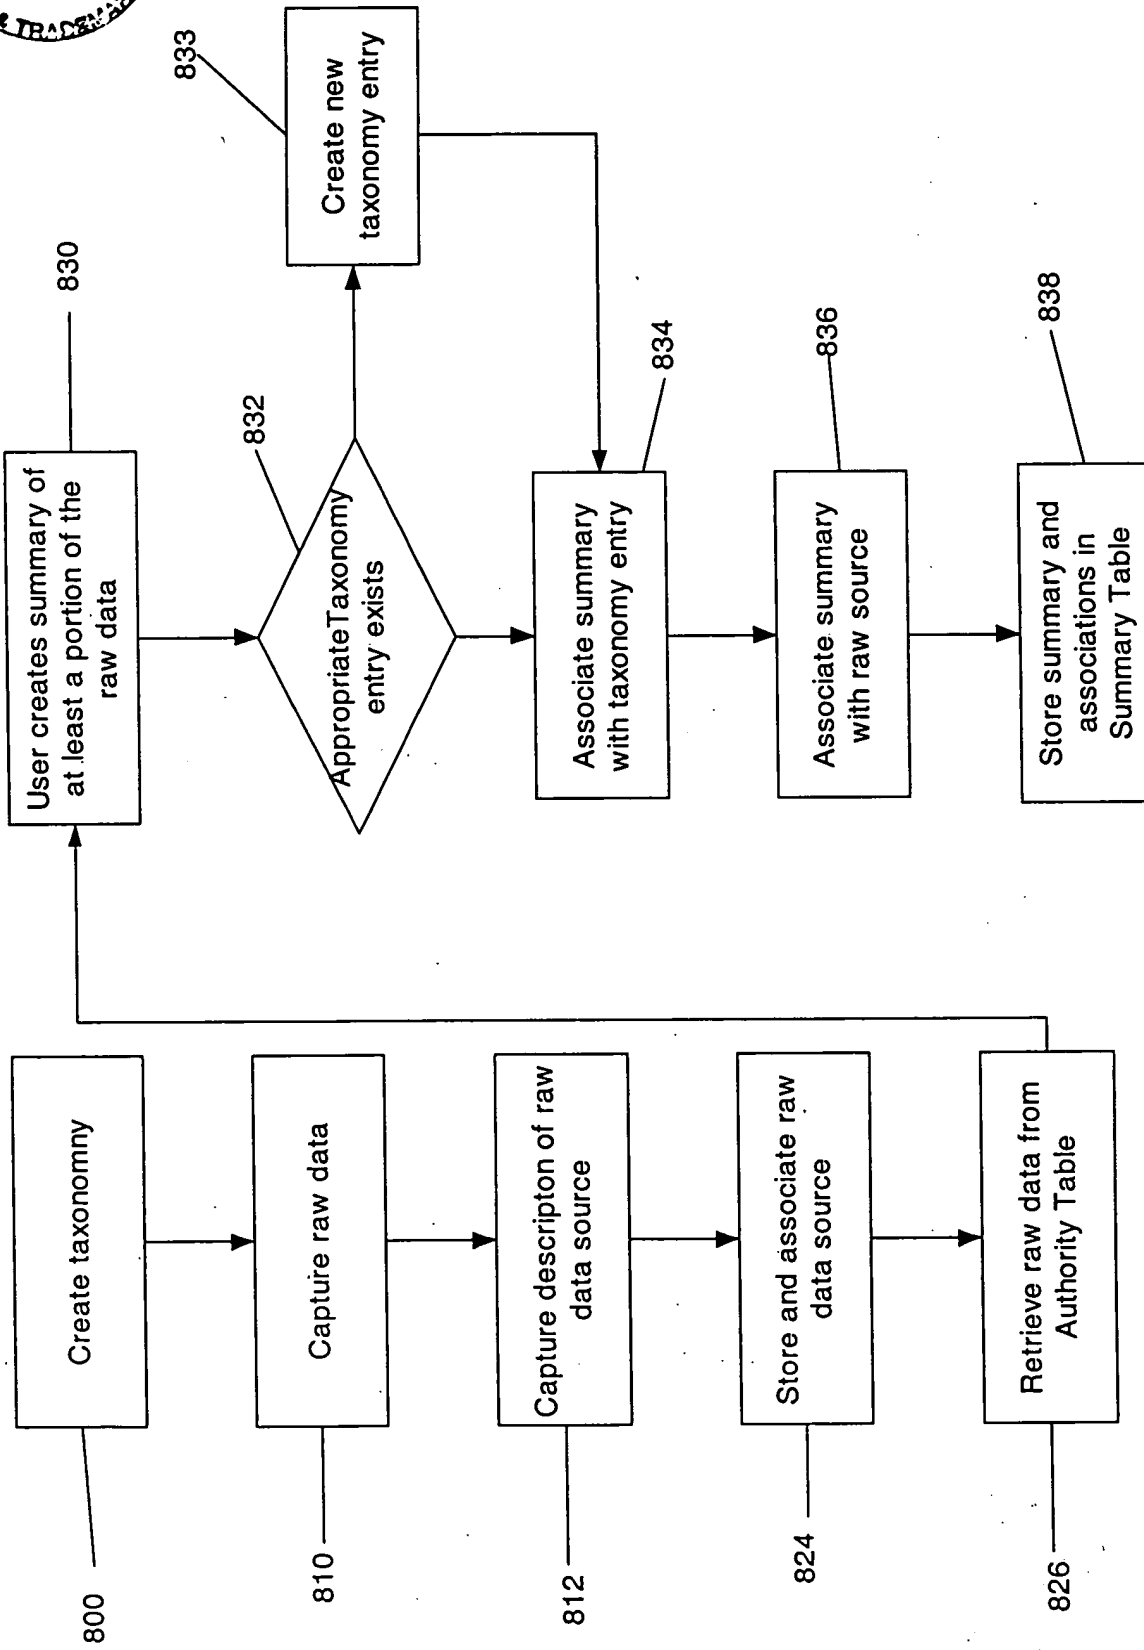 & TRADEMA
800
Create taxonomny
810
Capture raw data
812
Capture descripton of raw
data source
824
Store and associate raw
data source
826
Retrieve raw data from
Authority Table
User creates summary of
at least a portion of the
raw data
830
832
AppropriateTaxonomy
entry exists
833
Create new
taxonomy entry
834
Associate summary
with taxonomy entry
836
Associate summary
with raw source
838
Store summary and
associations in
Summary Table